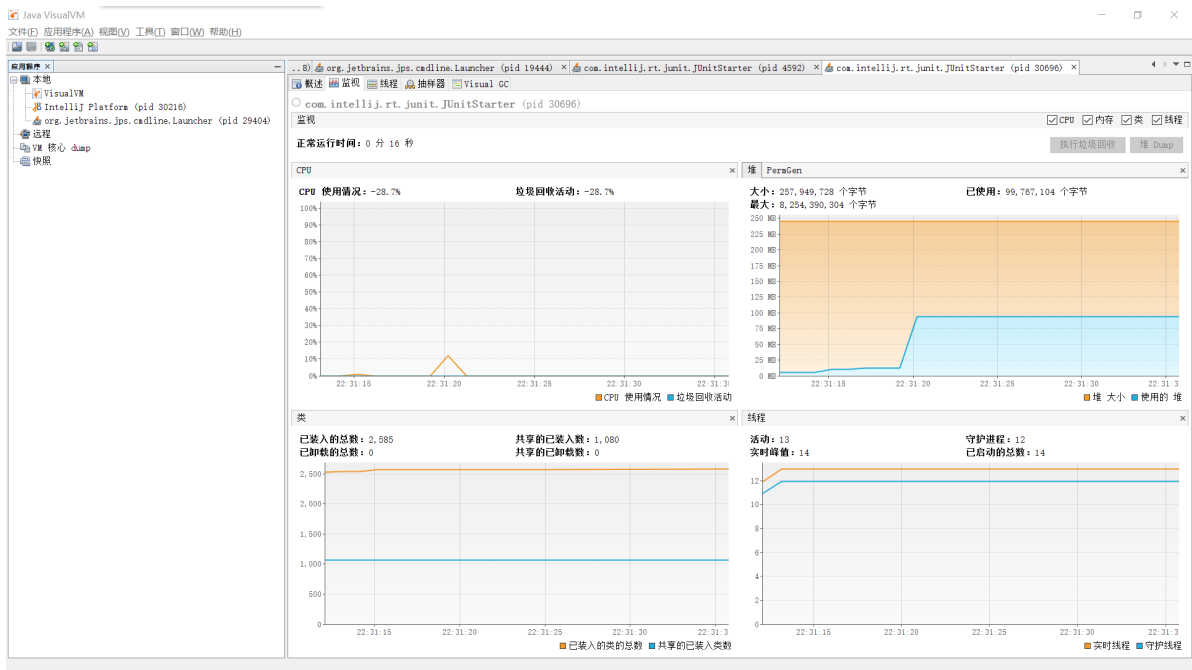 Java VisualVM
文件(F) 应用程序(A) 视图(V) 工具(T) 窗口(W) 帮助(H)
应用程序
本地
VisualVM
IntelliJ Platform (pid 30216)
org.jetbrains.jps.cmdline.Launcher (pid 29404)
远程
VM 核心 dump
快照
..8) org.jetbrains.jps.cmdline.Launcher (pid 19444) com.intellij.rt.junit.JUnitStarter (pid 4592) com.intellij.rt.junit.JUnitStarter (pid 30696)
概述 监视 线程 抽样器 Visual GC
com.intellij.rt.junit.JUnitStarter (pid 30696)
监视 CPU 内存 类 线程
正常运行时间: 0 分 16 秒 执行垃圾回收 堆 Dump
CPU
CPU 使用情况: -28.7% 垃圾回收活动: -28.7%
100%
90%
80%
70%
60%
50%
40%
30%
20%
10%
0%
22:31:15 22:31:20 22:31:25 22:31:30 22:31:3
CPU 使用情况 垃圾回收活动
堆 PermGen
大小: 257,949,728 个字节 已使用: 99,767,104 个字节
最大: 8,254,390,304 个字节
250 MB
225 MB
200 MB
175 MB
150 MB
125 MB
100 MB
75 MB
50 MB
25 MB
0 MB
22:31:15 22:31:20 22:31:25 22:31:30 22:31:3
堆 大小 使用的 堆
类
已装入的总数: 2,585 共享的已装入数: 1,080
已卸载的总数: 0 共享的已卸载数: 0
2,500
2,000
1,500
1,000
500
0
22:31:15 22:31:20 22:31:25 22:31:30 22:31:3
已装入的类的总数 共享的已装入类数
线程
活动: 13 守护进程: 12
实时峰值: 14 已启动的总数: 14
12
10
8
6
4
2
0
22:31:15 22:31:20 22:31:25 22:31:30 22:31:3
实时线程 守护线程